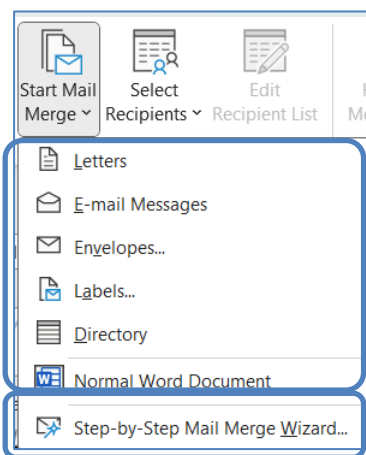 Start Mail Select Edit
Merge Recipients Recipient List
Letters
E-mail Messages
Envelopes...
Labels...
Directory
Normal Word Document
Step-by-Step Mail Merge Wizard...